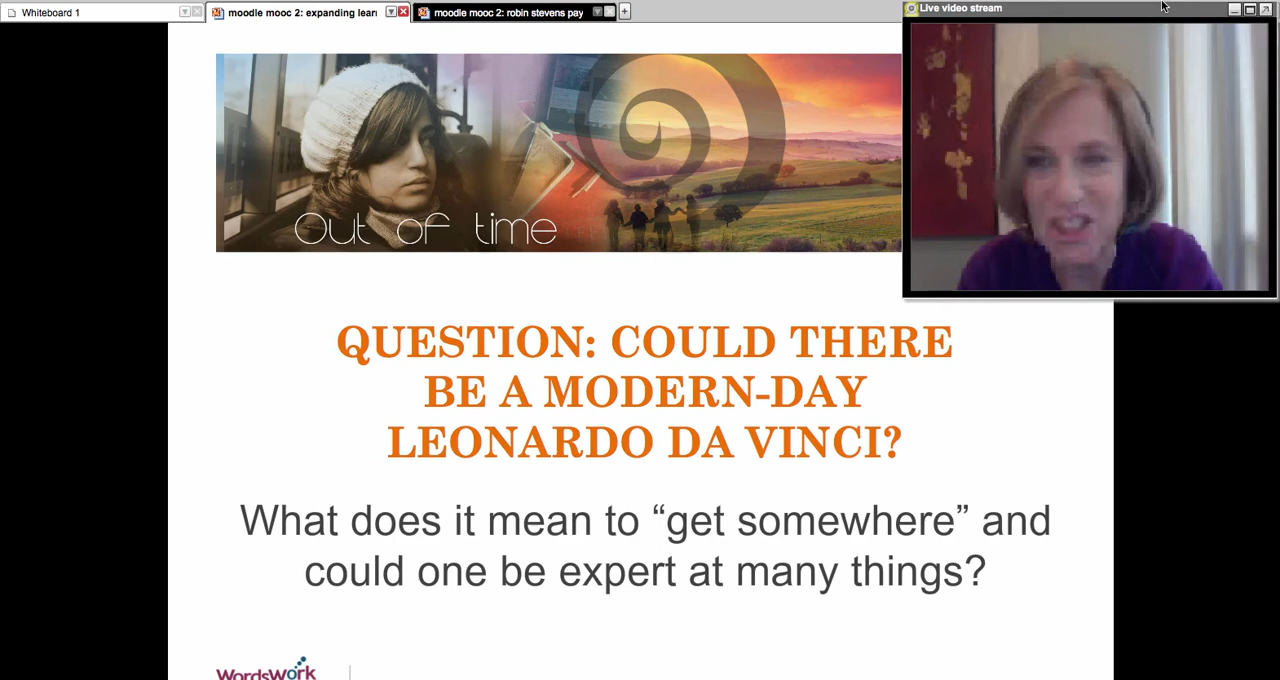 Whiteboard 1
moodle mooc 2: expanding lear
moodle mooc 2: robin stevens pay
Live video stream
Out of time
QUESTION: COULD THERE
BE A MODERN-DAY
LEONARDO DA VINCI?
What does it mean to “get somewhere” and
could one be expert at many things?
WordsWork